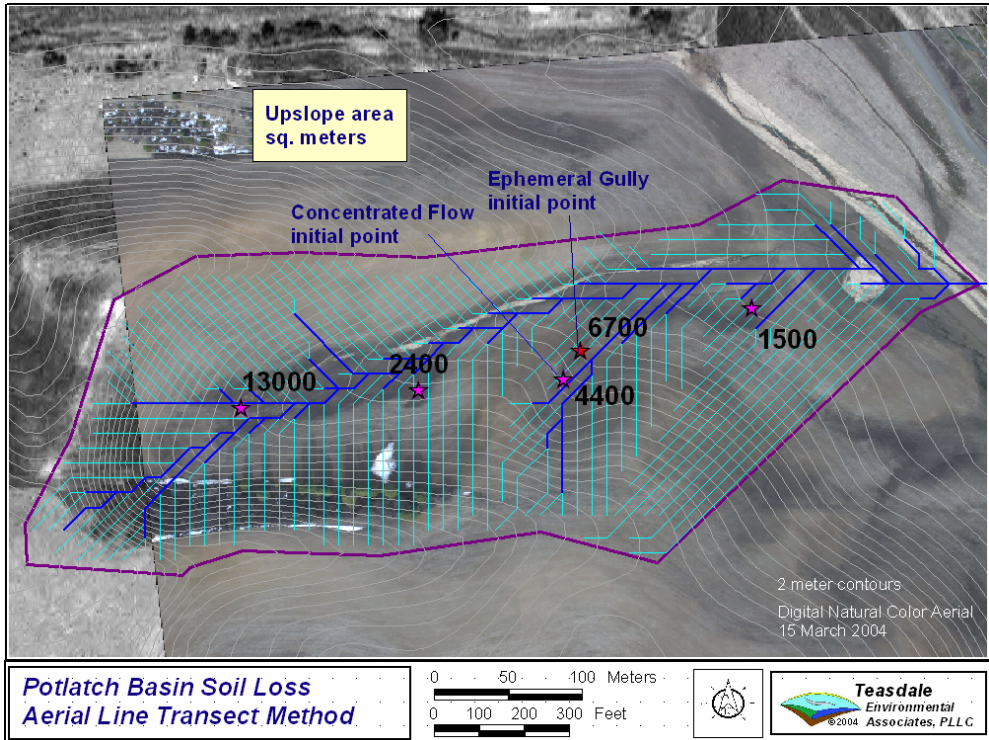 Upslope area
sq. meters
Ephemeral Gully
initial point
Concentrated Flow
initial point
6700
1500
2400
13000
4400
2 meter contours
Digital Natural Color Aerial
15 March 2004
Potlatch Basin Soil Loss
Aerial Line Transect Method
0 50 100 Meters
0 100 200 300 Feet
Teasdale
Environmental
©2004 Associates, PLLC